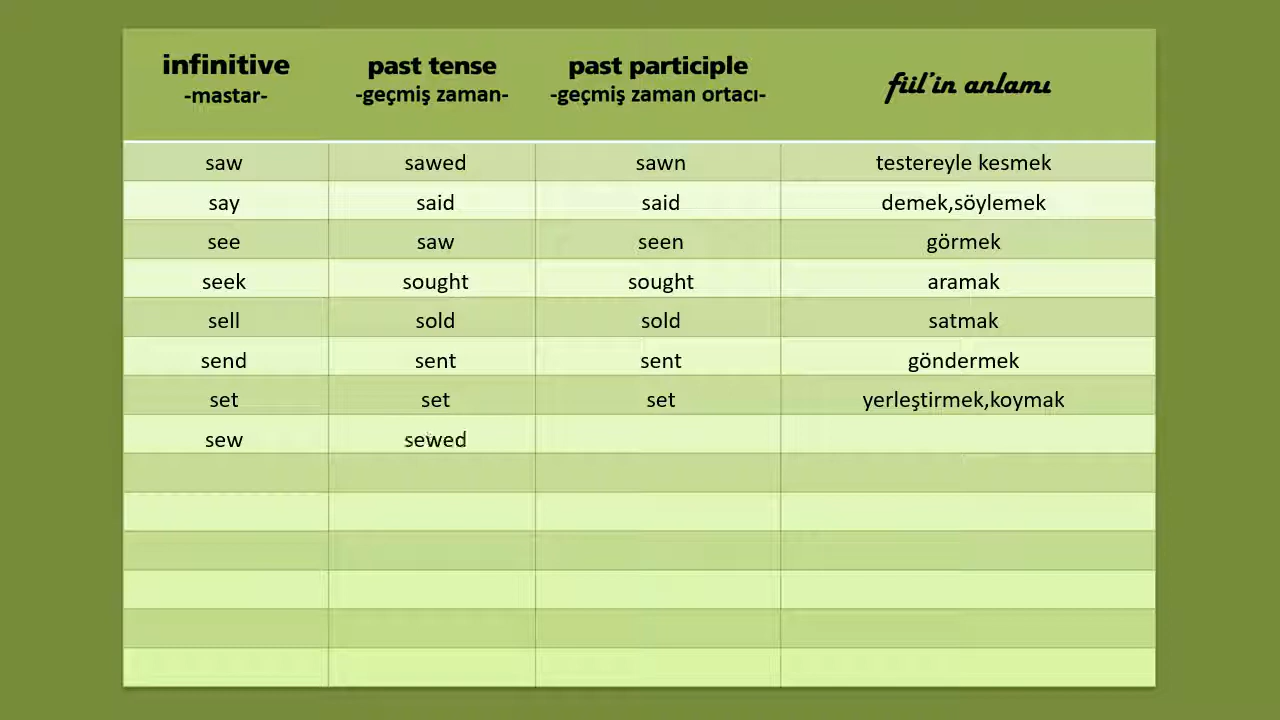 infinitive past tense past participle fiil'in anlamı
-mastar- -geçmiş zaman- -geçmiş zaman ortacı-
saw sawed sawn testereyle kesmek
say said said demek,söylemek
see saw seen görmek
seek sought sought aramak
sell sold sold satmak
send sent sent göndermek
set set set yerleştirmek,koymak
sew sewed